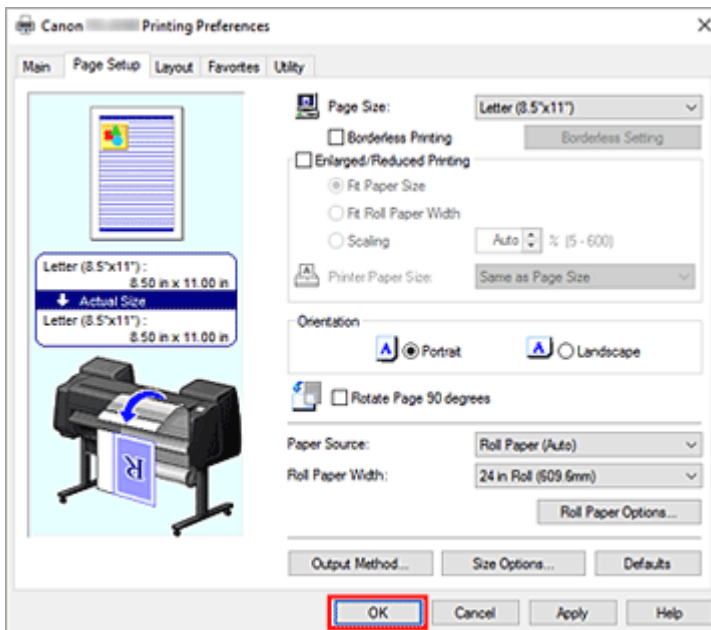 Canon Printing Preferences
Main Page Setup Layout Favorites Utility
Page Size: Letter (8.5"x11")
Borderless Printing Borderless Setting
Enlarged/Reduced Printing
Fit Paper Size
Fit Roll Paper Width
Scaling Auto % (5 - 600)
Printer Paper Size: Same as Page Size
Letter (8.5"x11") :
8.50 in x 11.00 in
Actual Size
Letter (8.5"x11") :
8.50 in x 11.00 in
Orientation
A Portrait A Landscape
Rotate Page 90 degrees
Paper Source: Roll Paper (Auto)
Roll Paper Width: 24 in Roll (609.6mm)
Roll Paper Options...
R
Output Method... Size Options... Defaults
OK Cancel Apply Help